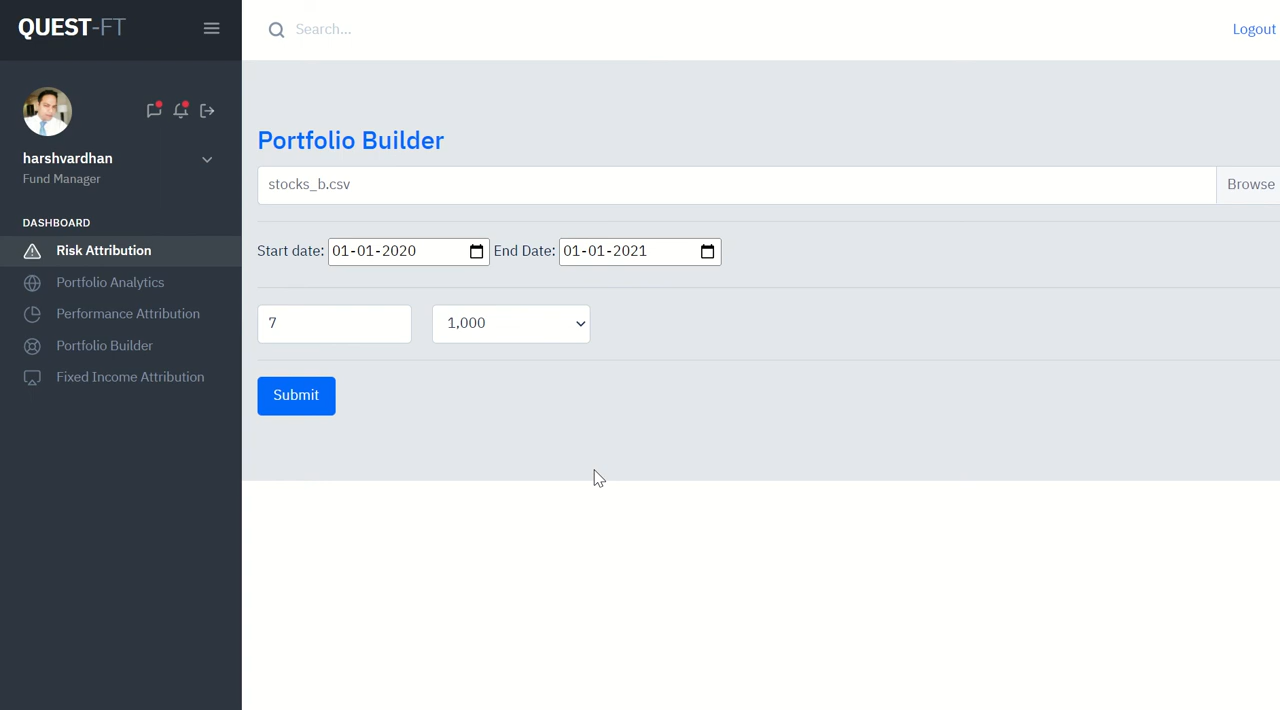 QUEST-FT
Search...
Logout
harshvardhan
Fund Manager
DASHBOARD
Risk Attribution
Portfolio Analytics
Performance Attribution
Portfolio Builder
Fixed Income Attribution
Portfolio Builder
stocks_b.csv
Browse
Start date: 01-01-2020 End Date: 01-01-2021
7 1,000
Submit